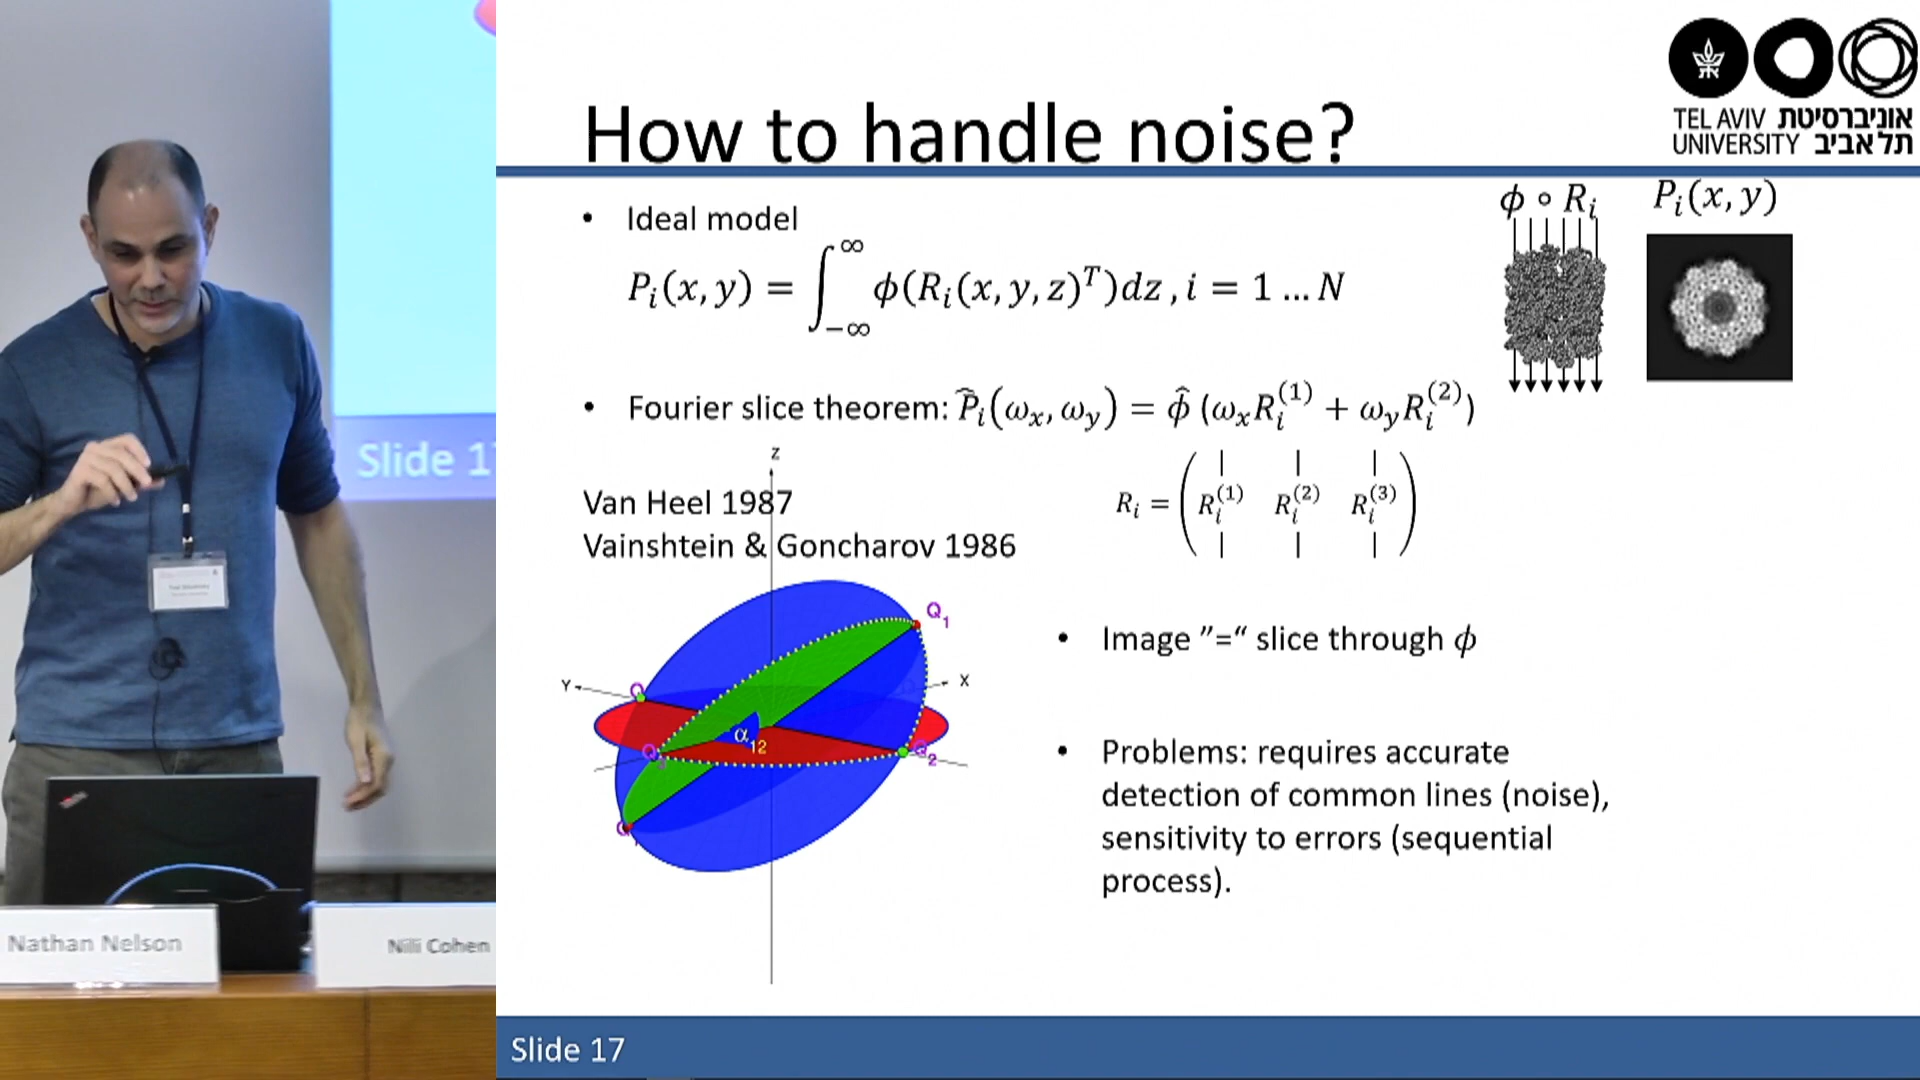 How to handle noise?
TEL AVIV אוניברסיטת
UNIVERSITY תל אביב
• Ideal model
P_i(x, y) = ∫_{−∞}^{∞} ϕ(R_i(x, y, z)^T)dz , i = 1 … N
ϕ ∘ R_i
P_i(x, y)
• Fourier slice theorem: P̂_i(ω_x, ω_y) = ϕ̂ (ω_x R_i^{(1)} + ω_y R_i^{(2)})
R_i = ( R_i^{(1)} R_i^{(2)} R_i^{(3)} )
Van Heel 1987
Vainshtein & Goncharov 1986
Z
Q_1
Y
X
Q
Q
α_12
Q_2
Q
• Image ”=“ slice through ϕ
• Problems: requires accurate
detection of common lines (noise),
sensitivity to errors (sequential
process).
Slide 17
Slide 1
Nathan Nelson
Nilli Cohen